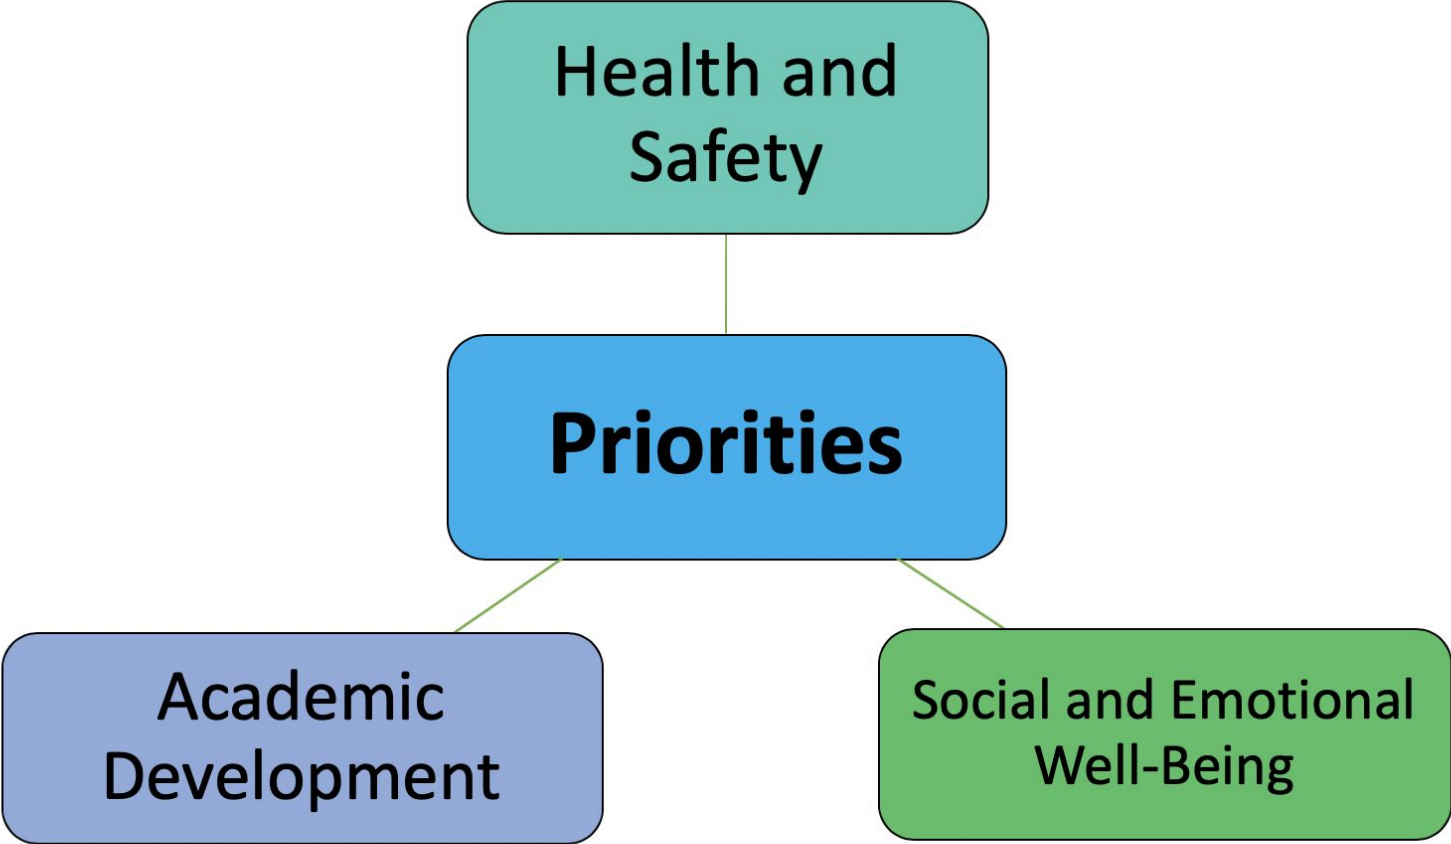 Health and
Safety
Priorities
Academic
Development
Social and Emotional
Well-Being